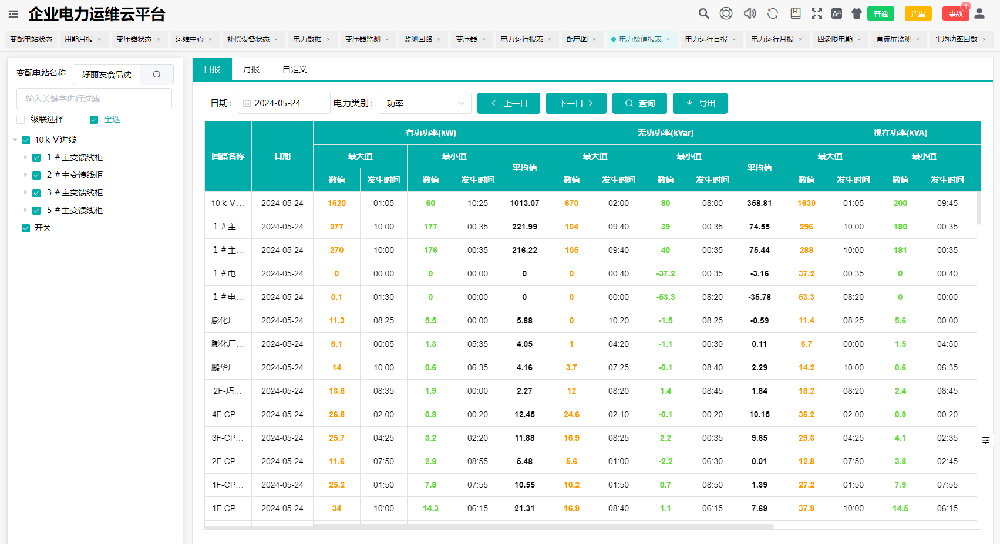 企业电力运维云平台
普通 严重 事故 1
变配电站状态 用能月报 × 变压器状态 × 运维中心 × 补偿设备状态 × 电力数据 × 变压器监测 × 监测回路 × 变压器 × 电力运行报表 × 配电图 × 电力极值报表 × 电力运行日报 × 电力运行月报 × 四象限电能 × 直流屏监测 × 平均功率因数 ×
变配电站名称 好丽友食品沈
输入关键字进行过滤
级联选择 全选
10ｋＶ进线
1＃主变馈线柜
2＃主变馈线柜
3＃主变馈线柜
5＃主变馈线柜
开关
日报 月报 自定义
日期: 2024-05-24 电力类别: 功率 上一日 下一日 查询 导出
回路名称 日期 有功功率(kW) 无功功率(kVar) 视在功率(kVA)
最大值 最小值 平均值 最大值 最小值 平均值 最大值 最小值
数值 发生时间 数值 发生时间 数值 发生时间 数值 发生时间 数值 发生时间 数值 发生时间
10ｋＶ... 2024-05-24 1520 01:05 60 10:25 1013.07 670 02:00 80 08:00 358.81 1630 01:05 200 09:45
1＃主... 2024-05-24 277 10:00 177 00:35 221.99 104 09:40 39 00:35 74.55 296 10:00 180 00:35
1＃主... 2024-05-24 270 10:00 176 00:35 216.22 105 09:40 40 00:35 75.44 288 10:00 181 00:35
1＃电... 2024-05-24 0 00:00 0 00:00 0 0 00:40 -37.2 00:35 -3.16 37.2 00:35 0 00:40
1＃电... 2024-05-24 0.1 01:30 0 00:00 0 0 00:00 -53.3 08:20 -35.78 53.3 08:20 0 00:00
膨化厂... 2024-05-24 11.3 08:25 5.5 00:00 5.88 0 10:20 -1.5 08:25 -0.59 11.4 08:25 5.6 00:00
膨化厂... 2024-05-24 6.1 00:05 1.3 05:35 4.05 1 04:20 -1.1 00:30 0.11 6.7 00:00 1.5 04:50
鹏华厂... 2024-05-24 14 10:00 0.6 06:35 4.16 3.7 07:25 -0.1 08:40 2.29 14.2 10:00 0.6 06:35
2F-巧... 2024-05-24 13.8 08:35 1.9 00:00 2.27 12 08:20 1.4 08:45 1.84 18.2 08:20 2.4 08:45
4F-CP... 2024-05-24 26.8 02:00 0.9 00:20 12.45 24.6 02:10 -0.1 00:20 10.15 36.2 02:00 0.9 00:20
3F-CP... 2024-05-24 25.7 04:25 3.2 02:20 11.88 16.9 08:25 2.2 00:35 9.65 29.3 04:25 4.1 02:35
2F-CP... 2024-05-24 11.6 07:50 2.9 08:55 5.48 5.6 01:00 -2.2 06:30 0.01 12.8 07:50 3.8 02:45
1F-CP... 2024-05-24 25.2 01:50 7.8 07:55 10.55 10.2 01:50 0.7 08:50 1.39 27.2 01:50 7.9 07:55
1F-CP... 2024-05-24 34 10:00 14.3 06:15 21.31 16.9 08:40 1.1 06:15 7.69 37.9 10:00 14.5 06:15